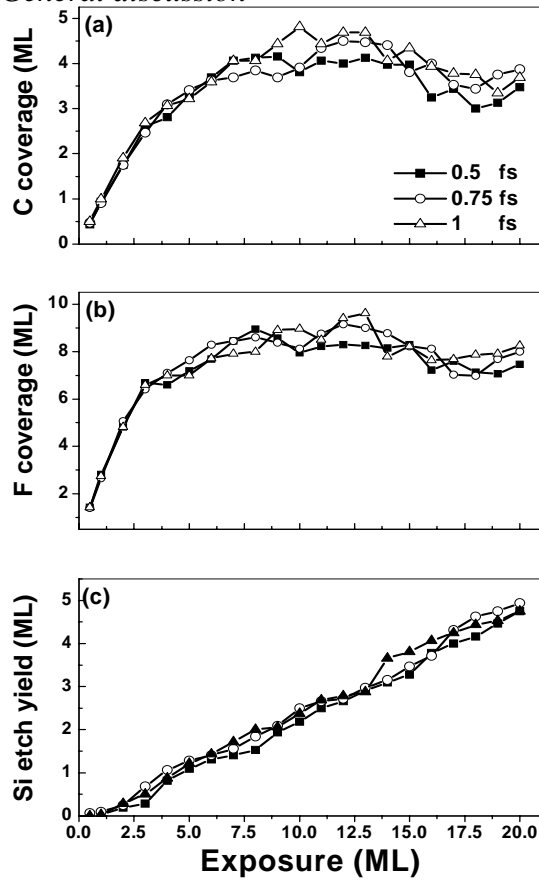 General discussion
(a)
C coverage (ML
5
4
3
2
1
0
0.5 fs
0.75 fs
1 fs
(b)
F coverage (ML)
10
8
6
4
2
(c)
Si etch yield (ML)
5
4
3
2
1
0
0.0 2.5 5.0 7.5 10.0 12.5 15.0 17.5 20.0
Exposure (ML)